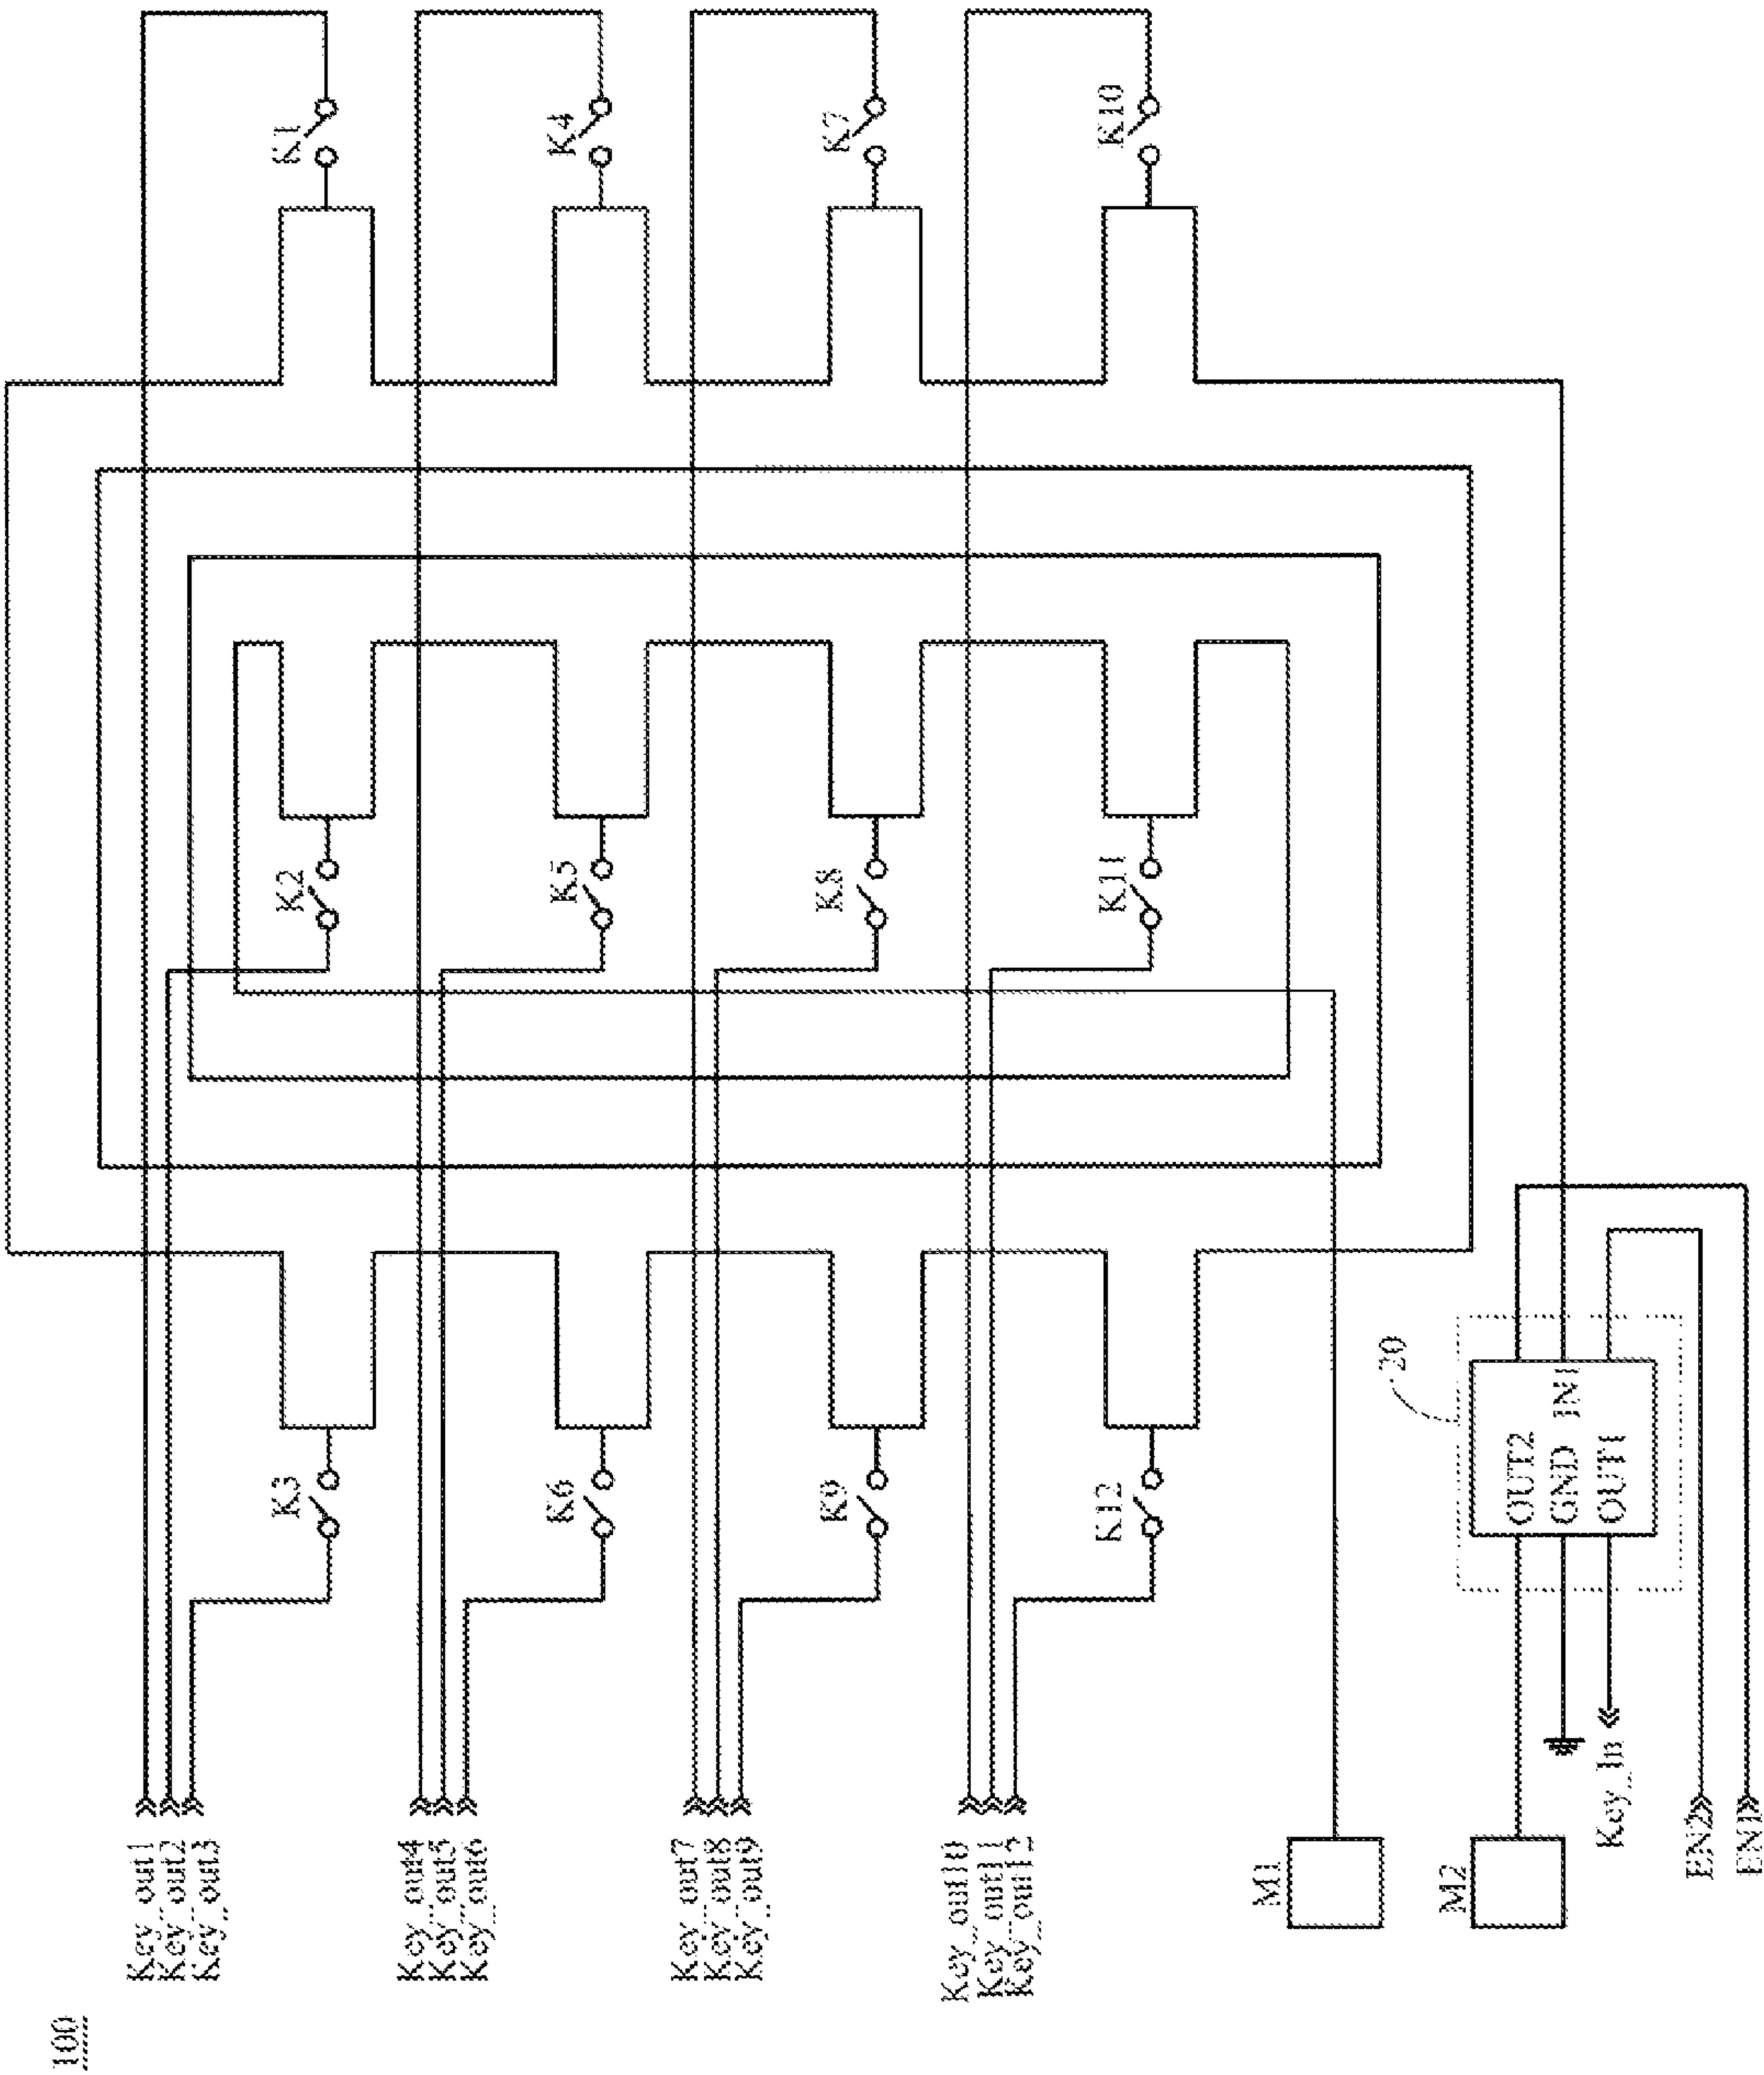 100
Key_out1
Key_out2
Key_out3
Key_out4
Key_out5
Key_out6
Key_out7
Key_out8
Key_out9
Key_out10
Key_out11
Key_out12
K1
K2
K3
K4
K5
K6
K7
K8
K9
K10
K11
K12
M1
M2
20
OUT2
GND IN1
OUT1
Key_In
EN2
EN1